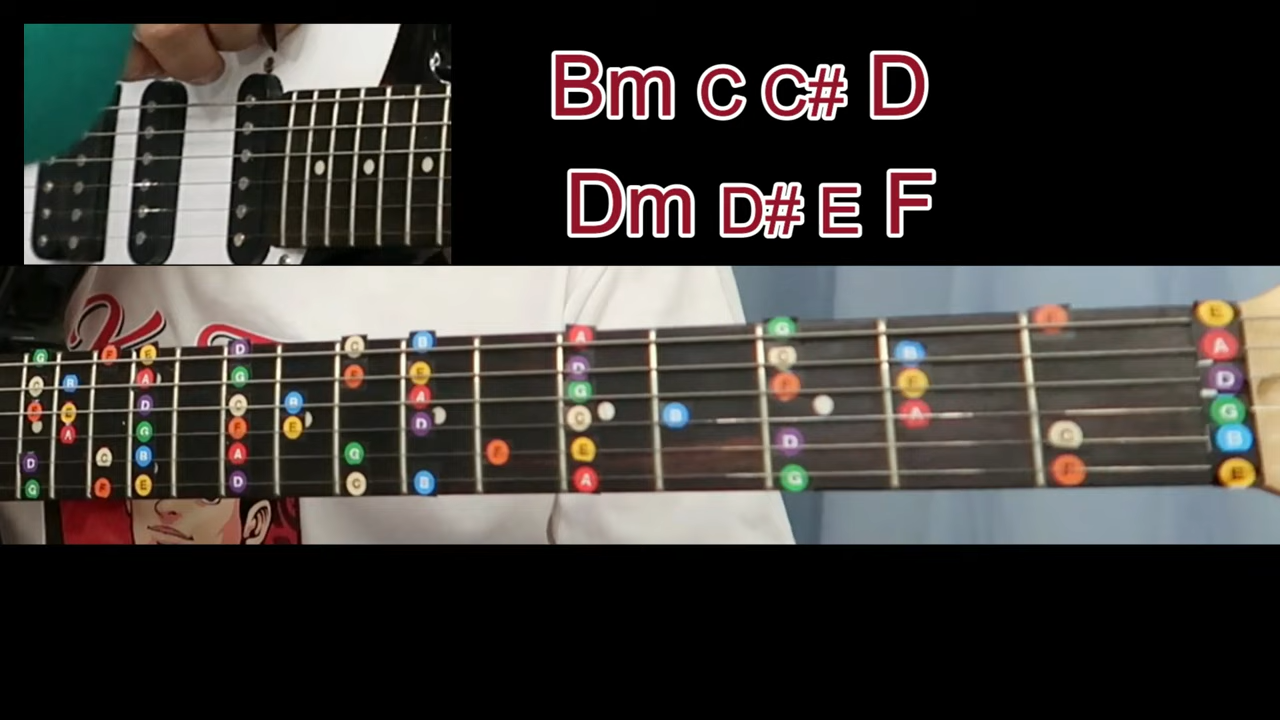 Bm C C# D
Dm D# E F
G F E D C B A G F E
C B A G F E D C B A
F E D C B A G F E D
A G F E D C B A G
D C B A G F E D C B
G F E D C B A G F E